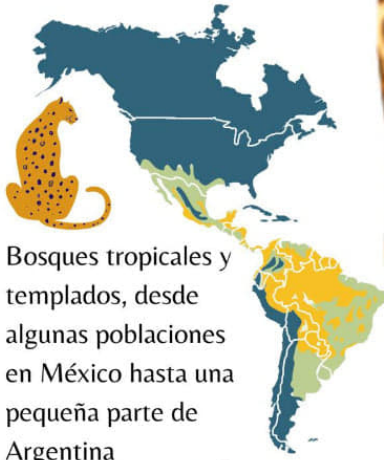 Bosques tropicales y
templados, desde
algunas poblaciones
en México hasta una
pequeña parte de
Argentina